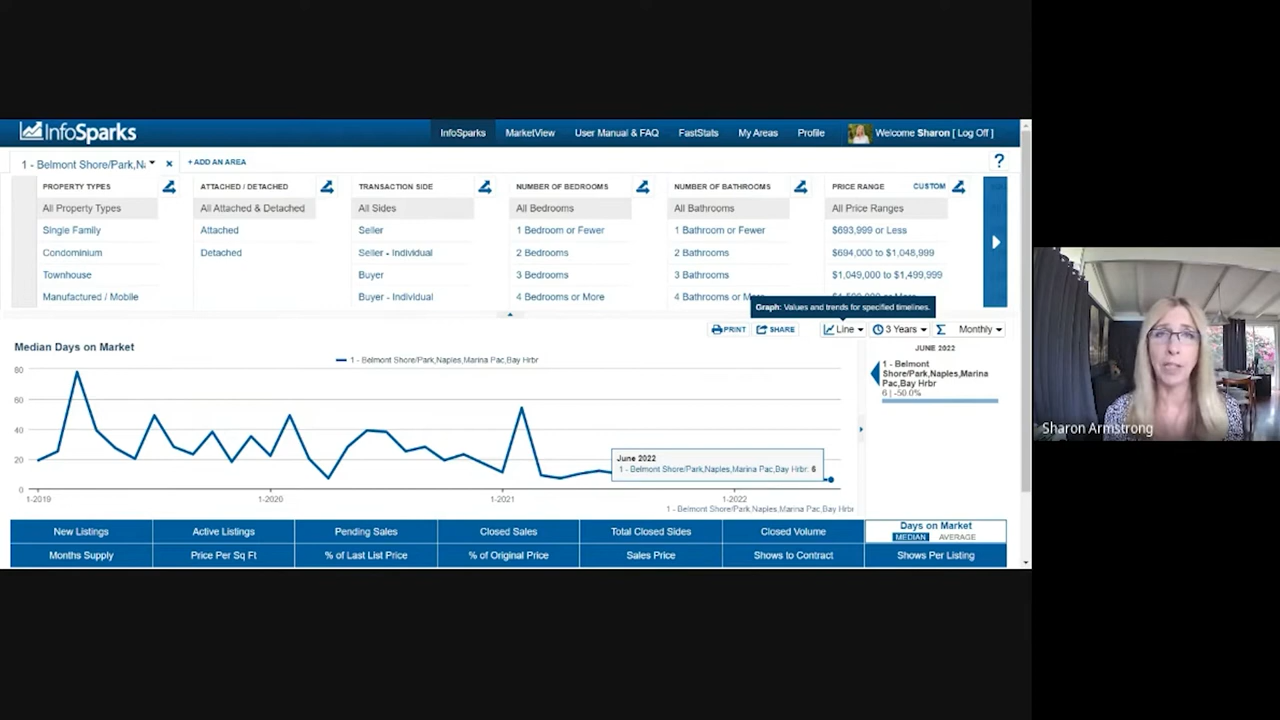 InfoSparks
InfoSparks MarketView User Manual & FAQ FastStats My Areas Profile Welcome Sharon [ Log Off ]
1 - Belmont Shore/Park,Na × + ADD AN AREA ?
PROPERTY TYPES ATTACHED / DETACHED TRANSACTION SIDE NUMBER OF BEDROOMS NUMBER OF BATHROOMS PRICE RANGE CUSTOM
All Property Types All Attached & Detached All Sides All Bedrooms All Bathrooms All Price Ranges
Single Family Attached Seller 1 Bedroom or Fewer 1 Bathroom or Fewer $693,999 or Less
Condominium Detached Seller - Individual 2 Bedrooms 2 Bathrooms $694,000 to $1,048,999
Townhouse Buyer 3 Bedrooms 3 Bathrooms $1,049,000 to $1,499,999
Manufactured / Mobile Buyer - Individual 4 Bedrooms or More 4 Bathrooms or Mo
Graph: Values and trends for specified timelines.
PRINT SHARE Line 3 Years Σ Monthly
Median Days on Market
JUNE 2022
1 - Belmont Shore/Park,Naples,Marina Pac,Bay Hrbr
1 - Belmont
Shore/Park,Naples,Marina
Pac,Bay Hrbr
6 | -50.0%
80
60
40
20
0
June 2022
1 - Belmont Shore/Park,Naples,Marina Pac,Bay Hrbr: 6
1-2019 1-2020 1-2021 1-2022
1 - Belmont Shore/Park,Naples,Marina Pac,Bay Hrbr
New Listings Active Listings Pending Sales Closed Sales Total Closed Sides Closed Volume Days on Market
MEDIAN AVERAGE
Months Supply Price Per Sq Ft % of Last List Price % of Original Price Sales Price Shows to Contract Shows Per Listing
Sharon Armstrong